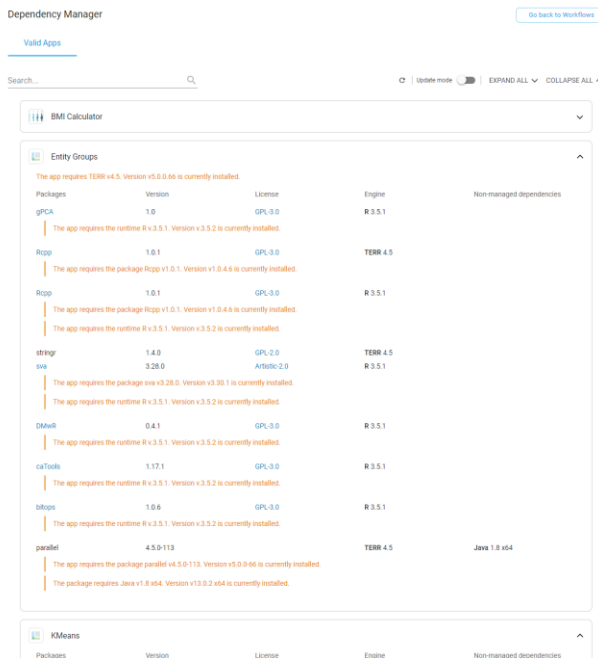 Dependency Manager
Go back to Workflows
Valid Apps
Search...
Update mode
EXPAND ALL
COLLAPSE ALL
BMI Calculator
Entity Groups
The app requires TERR v4.5. Version v5.0.0.66 is currently installed.
Packages Version License Engine Non-managed dependencies
gPCA 1.0 GPL-3.0 R 3.5.1
The app requires the runtime R v.3.5.1. Version v.3.5.2 is currently installed.
Rcpp 1.0.1 GPL-3.0 TERR 4.5
The app requires the package Rcpp v1.0.1. Version v1.0.4.6 is currently installed.
Rcpp 1.0.1 GPL-3.0 R 3.5.1
The app requires the package Rcpp v1.0.1. Version v1.0.4.6 is currently installed.
The app requires the runtime R v.3.5.1. Version v.3.5.2 is currently installed.
stringr 1.4.0 GPL-2.0 TERR 4.5
sva 3.28.0 Artistic-2.0 R 3.5.1
The app requires the package sva v3.28.0. Version v3.30.1 is currently installed.
The app requires the runtime R v.3.5.1. Version v.3.5.2 is currently installed.
DMwR 0.4.1 GPL-3.0 R 3.5.1
The app requires the runtime R v.3.5.1. Version v.3.5.2 is currently installed.
caTools 1.17.1 GPL-3.0 R 3.5.1
The app requires the runtime R v.3.5.1. Version v.3.5.2 is currently installed.
bitops 1.0.6 GPL-3.0 R 3.5.1
The app requires the runtime R v.3.5.1. Version v.3.5.2 is currently installed.
parallel 4.5.0-113 TERR 4.5 Java 1.8 x64
The app requires the package parallel v4.5.0-113. Version v5.0.0-66 is currently installed.
The package requires Java v1.8 x64. Version v13.0.2 x64 is currently installed.
KMeans
Packages Version License Engine Non-managed dependencies